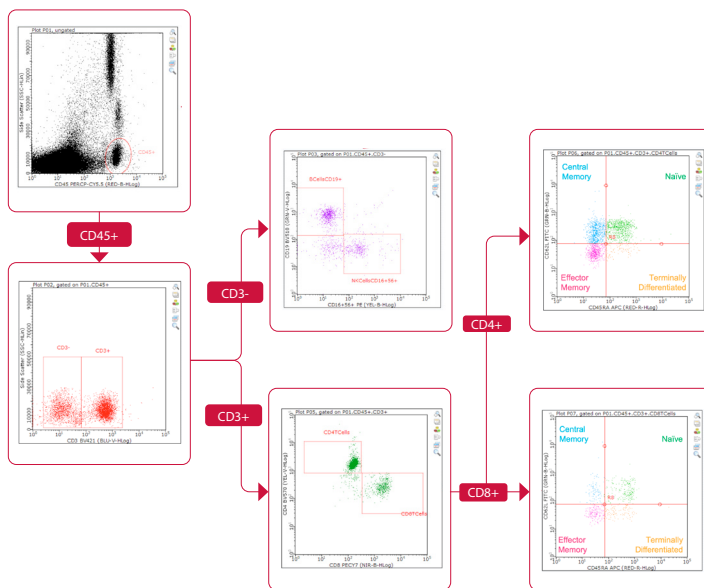 Plot P01, ungated
Side Scatter (SSC-HLin)
CD45+
CD45 PERCP-CY5.5 (RED-B-HLog)
CD45+
Plot P02, gated on P01.CD45+
Side Scatter (SSC-HLin)
CD3-
CD3+
CD3 BV421 (BLU-V-HLog)
CD3-
CD3+
Plot P03, gated on P01.CD45+.CD3-
BCellsCD19+
CD19 BV510 (GRN-V-HLog)
NKCellsCD16+56+
CD16+56+ PE (YEL-B-HLog)
Plot P05, gated on P01.CD45+.CD3+
CD4TCells
CD4 BV570 (YEL-V-HLog)
CD8TCells
CD8 PECY7 (NIR-B-HLog)
CD4+
CD8+
Plot P06, gated on P01.CD45+.CD3+.CD4TCells
Central
Memory
Naïve
CD62L FITC (GRN-B-HLog)
Effector
Memory
Terminally
Differentiated
CD45RA APC (RED-R-HLog)
Plot P07, gated on P01.CD45+.CD3+.CD8TCells
Central
Memory
Naïve
CD62L FITC (GRN-B-HLog)
Effector
Memory
Terminally
Differentiated
CD45RA APC (RED-R-HLog)